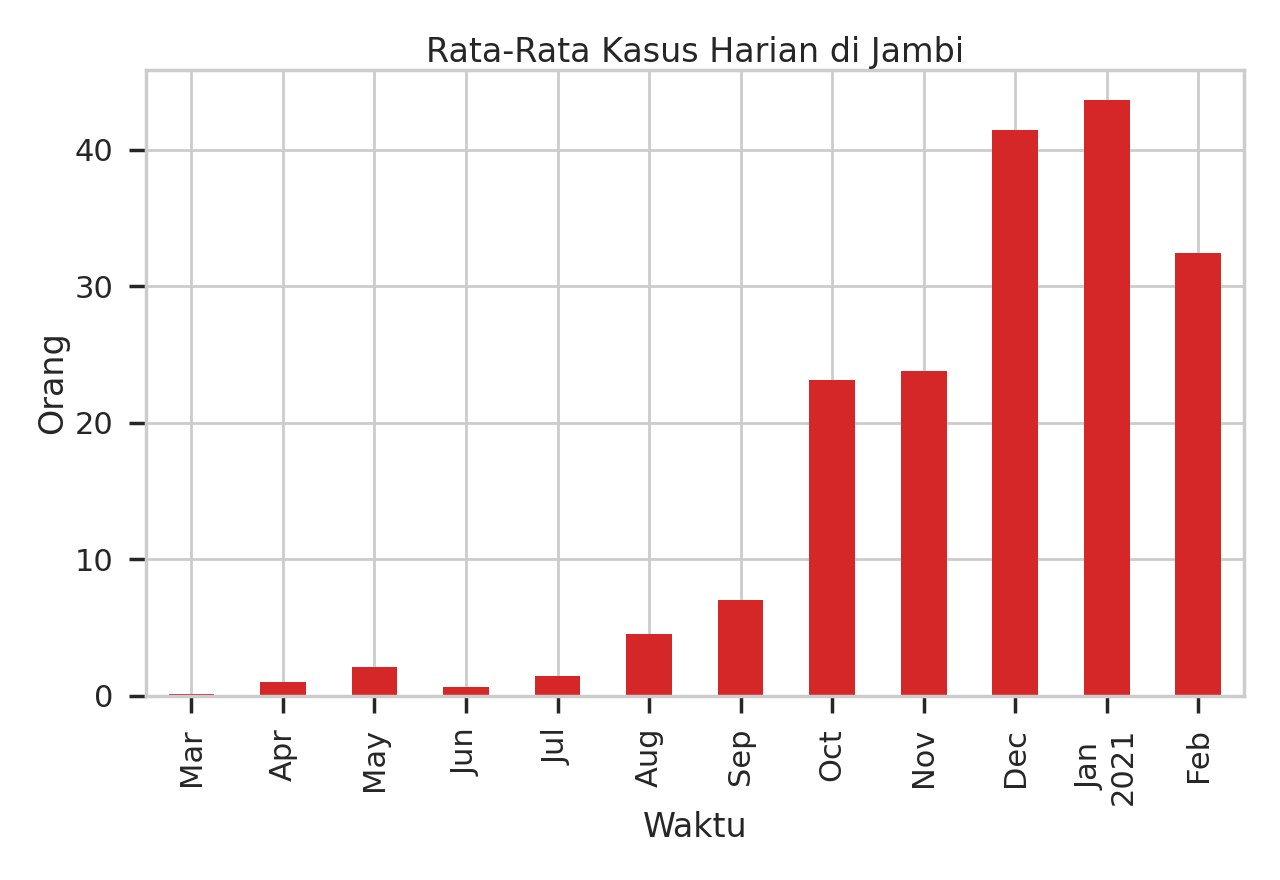 Rata-Rata Kasus Harian di Jambi
Orang
40
30
20
10
0
Mar
Apr
May
Jun
Jul
Aug
Sep
Oct
Nov
Dec
Jan
2021
Feb
Waktu